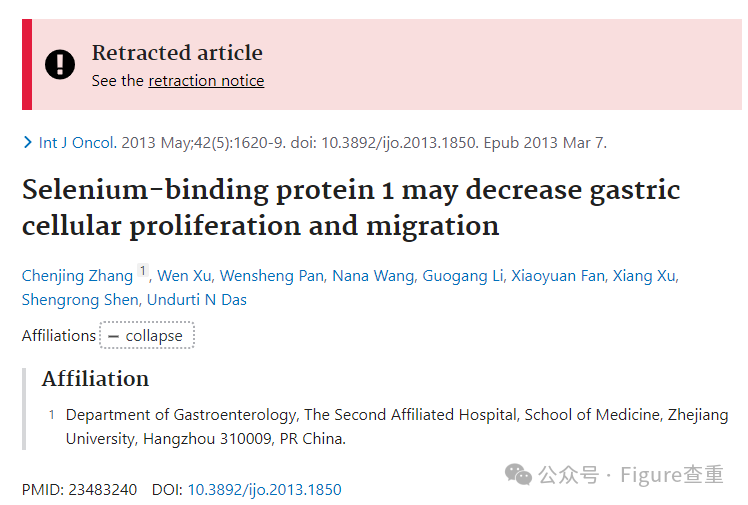 Retracted article
See the retraction notice
Int J Oncol. 2013 May;42(5):1620-9. doi: 10.3892/ijo.2013.1850. Epub 2013 Mar 7.
Selenium-binding protein 1 may decrease gastric
cellular proliferation and migration
Chenjing Zhang 1, Wen Xu, Wensheng Pan, Nana Wang, Guogang Li, Xiaoyuan Fan, Xiang Xu,
Shengrong Shen, Undurti N Das
Affiliations — collapse
Affiliation
1 Department of Gastroenterology, The Second Affiliated Hospital, School of Medicine, Zhejiang
University, Hangzhou 310009, PR China.
公众号 · Figure查重
PMID: 23483240 DOI: 10.3892/ijo.2013.1850